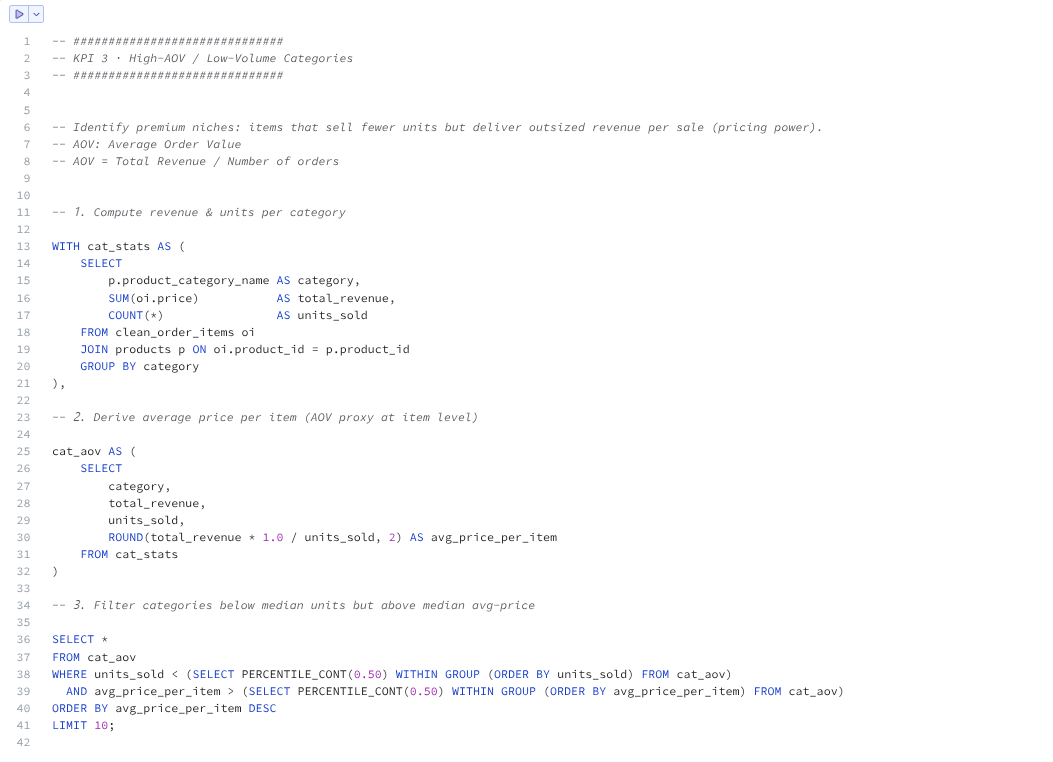 1 -- ##############################
2 -- KPI 3 · High-AOV / Low-Volume Categories
3 -- ##############################
4
5
6 -- Identify premium niches: items that sell fewer units but deliver outsized revenue per sale (pricing power).
7 -- AOV: Average Order Value
8 -- AOV = Total Revenue / Number of orders
9
10
11 -- 1. Compute revenue & units per category
12
13 WITH cat_stats AS (
14     SELECT
15         p.product_category_name AS category,
16         SUM(oi.price)           AS total_revenue,
17         COUNT(*)                AS units_sold
18     FROM clean_order_items oi
19     JOIN products p ON oi.product_id = p.product_id
20     GROUP BY category
21 ),
22
23 -- 2. Derive average price per item (AOV proxy at item level)
24
25 cat_aov AS (
26     SELECT
27         category,
28         total_revenue,
29         units_sold,
30         ROUND(total_revenue * 1.0 / units_sold, 2) AS avg_price_per_item
31     FROM cat_stats
32 )
33
34 -- 3. Filter categories below median units but above median avg-price
35
36 SELECT *
37 FROM cat_aov
38 WHERE units_sold < (SELECT PERCENTILE_CONT(0.50) WITHIN GROUP (ORDER BY units_sold) FROM cat_aov)
39   AND avg_price_per_item > (SELECT PERCENTILE_CONT(0.50) WITHIN GROUP (ORDER BY avg_price_per_item) FROM cat_aov)
40 ORDER BY avg_price_per_item DESC
41 LIMIT 10;
42